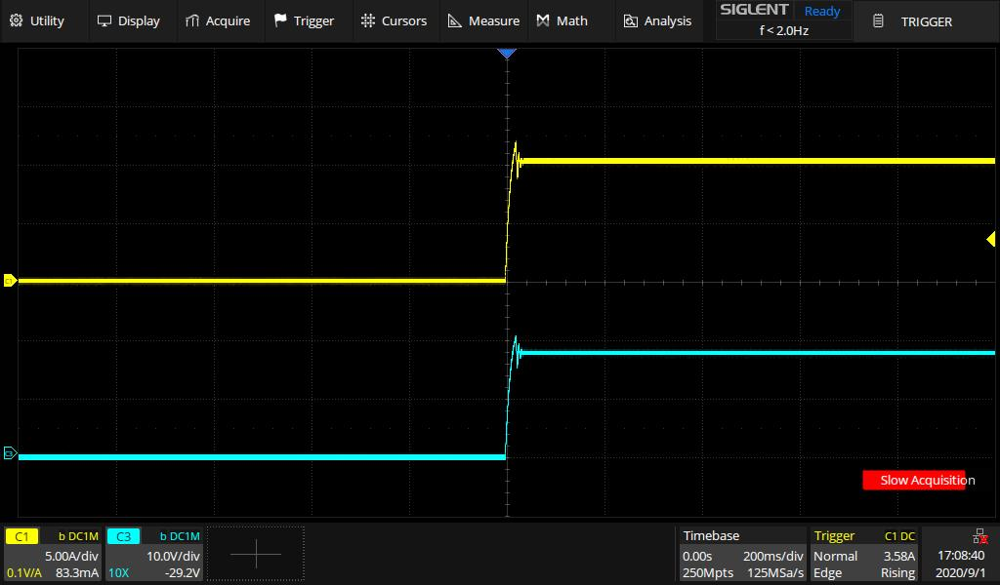 Utility Display Acquire Trigger Cursors Measure Math Analysis
SIGLENT Ready
f < 2.0Hz
TRIGGER
C1
C3
Slow Acquisition
C1 b DC1M
5.00A/div
0.1V/A 83.3mA
C3 b DC1M
10.0V/div
10X -29.2V
Timebase
0.00s 200ms/div
250Mpts 125MSa/s
Trigger C1 DC
Normal 3.58A
Edge Rising
17:08:40
2020/9/1